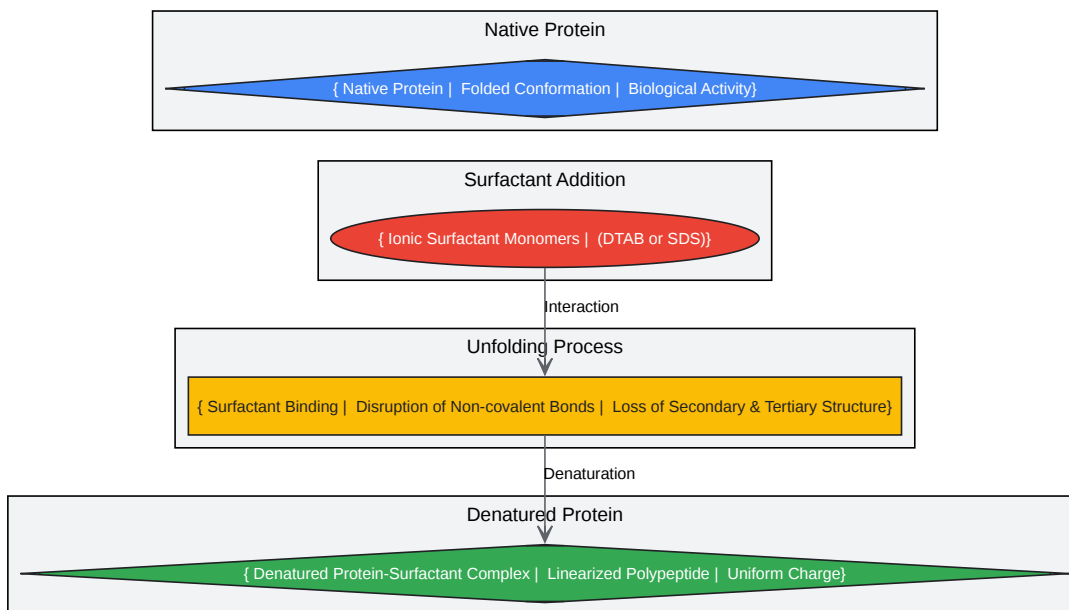 Native Protein
{ Native Protein | Folded Conformation | Biological Activity}
Surfactant Addition
{ Ionic Surfactant Monomers | (DTAB or SDS)}
Interaction
Unfolding Process
{ Surfactant Binding | Disruption of Non-covalent Bonds | Loss of Secondary & Tertiary Structure}
Denaturation
Denatured Protein
{ Denatured Protein-Surfactant Complex | Linearized Polypeptide | Uniform Charge}